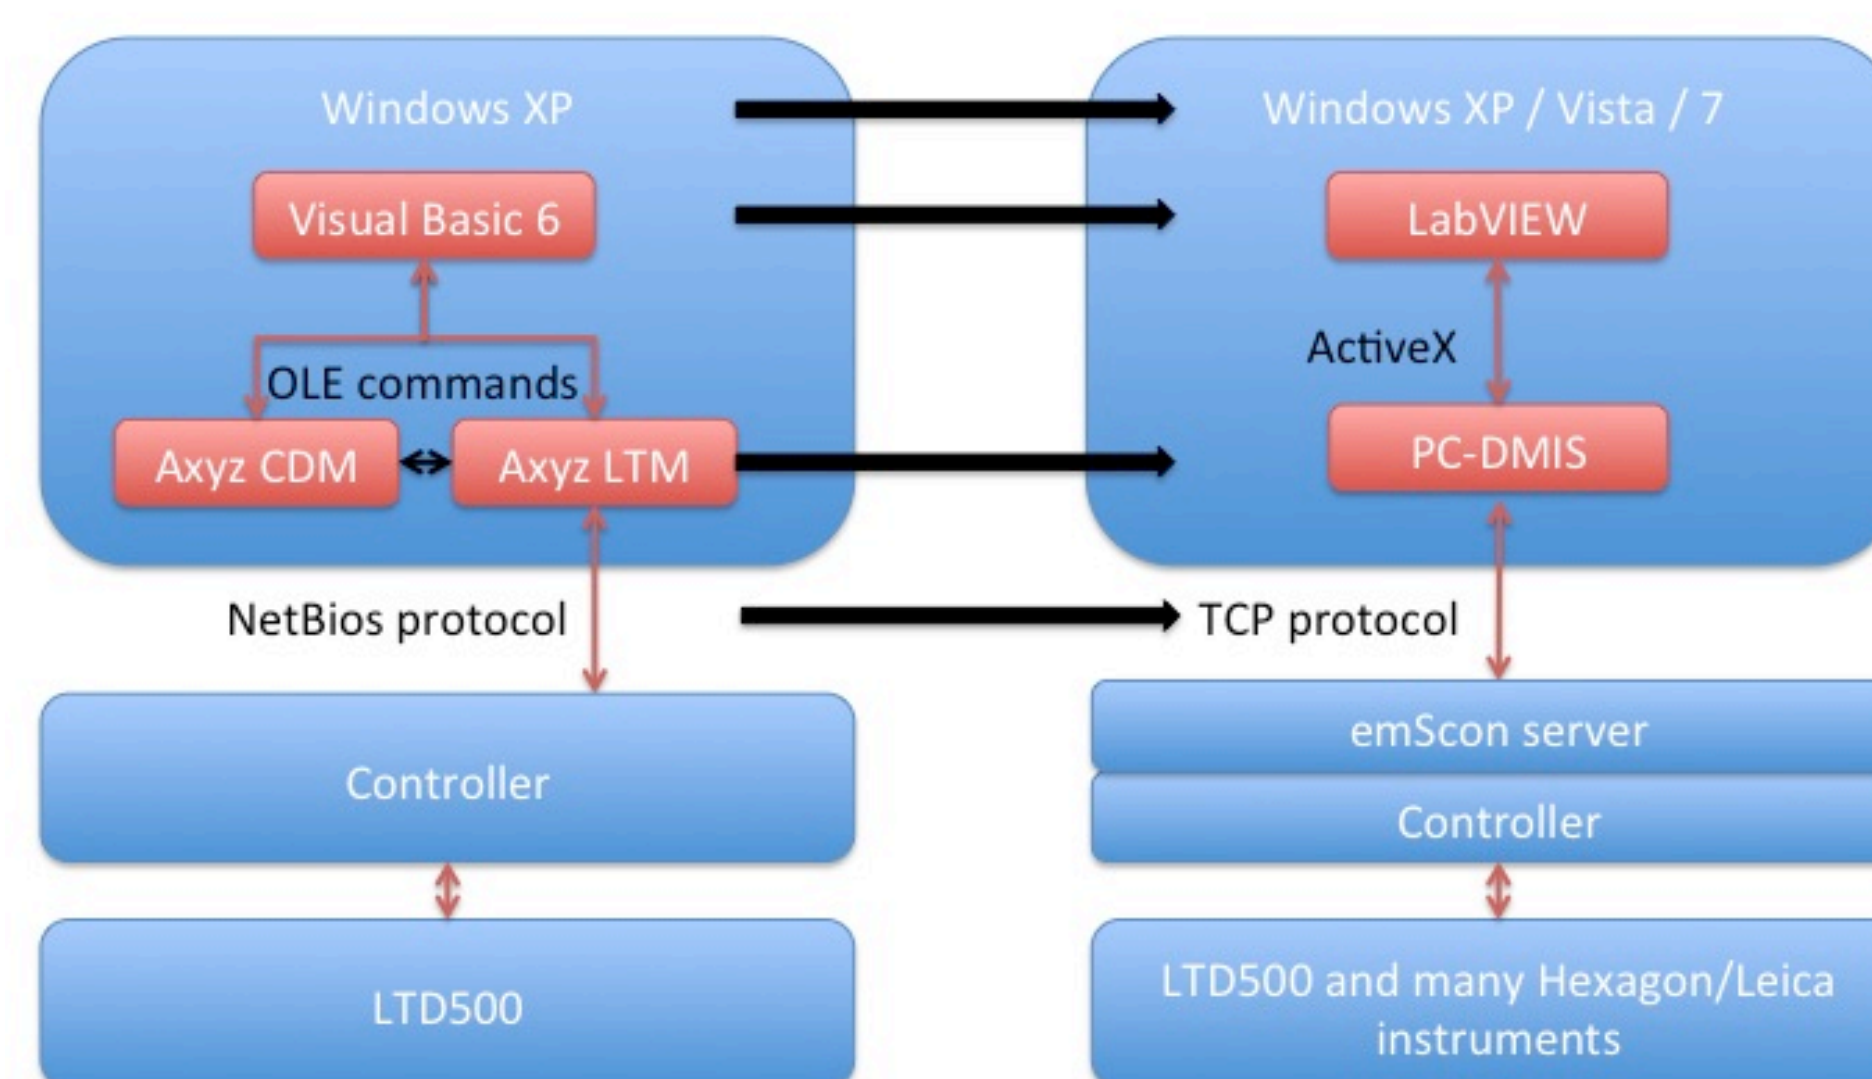 Windows XP
Visual Basic 6
OLE commands
Axyz CDM
Axyz LTM
NetBios protocol
Controller
LTD500
Windows XP / Vista / 7
LabVIEW
ActiveX
PC-DMIS
TCP protocol
emScon server
Controller
LTD500 and many Hexagon/Leica
instruments